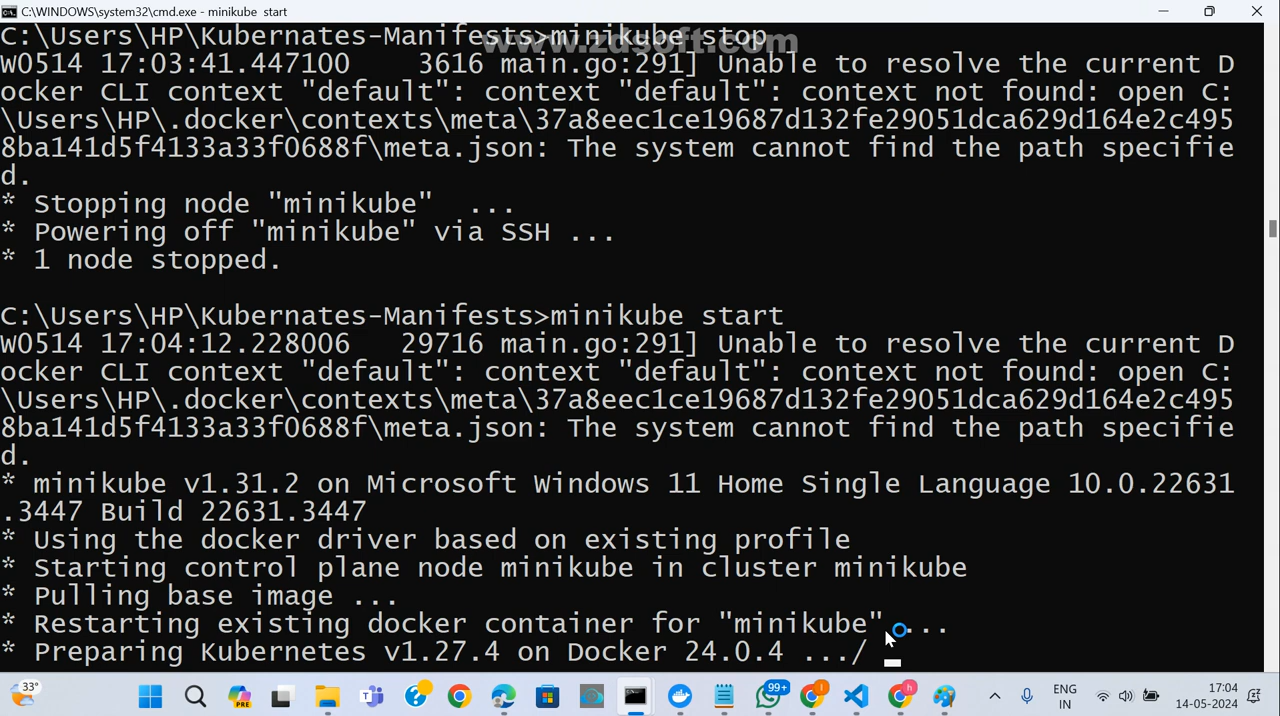 C:\WINDOWS\system32\cmd.exe - minikube start
C:\Users\HP\Kubernates-Manifests>minikube stop
www.zdsoft.com
W0514 17:03:41.447100    3616 main.go:291] Unable to resolve the current D
ocker CLI context "default": context "default": context not found: open C:
\Users\HP\.docker\contexts\meta\37a8eec1ce19687d132fe29051dca629d164e2c495
8ba141d5f4133a33f0688f\meta.json: The system cannot find the path specifie
d.
* Stopping node "minikube"  ...
* Powering off "minikube" via SSH ...
* 1 node stopped.
C:\Users\HP\Kubernates-Manifests>minikube start
W0514 17:04:12.228006   29716 main.go:291] Unable to resolve the current D
ocker CLI context "default": context "default": context not found: open C:
\Users\HP\.docker\contexts\meta\37a8eec1ce19687d132fe29051dca629d164e2c495
8ba141d5f4133a33f0688f\meta.json: The system cannot find the path specifie
d.
* minikube v1.31.2 on Microsoft Windows 11 Home Single Language 10.0.22631
.3447 Build 22631.3447
* Using the docker driver based on existing profile
* Starting control plane node minikube in cluster minikube
* Pulling base image ...
* Restarting existing docker container for "minikube" ...
* Preparing Kubernetes v1.27.4 on Docker 24.0.4 .../
33°
PRE
99+
ENG
IN
17:04
14-05-2024